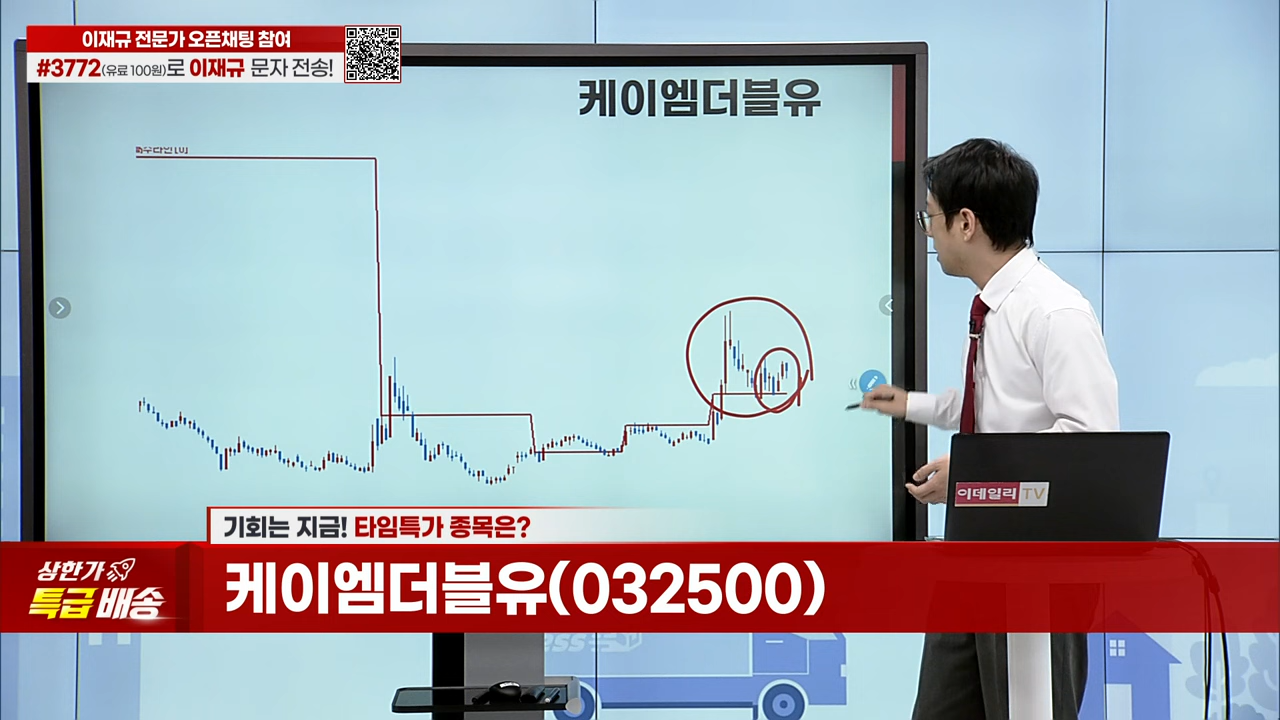 이재규 전문가 오픈채팅 참여
#3772(유료 100원)로 이재규 문자 전송!
케이엠더블유
이데일리 TV
기회는 지금! 타임특가 종목은?
상한가
특급 배송
케이엠더블유(032500)